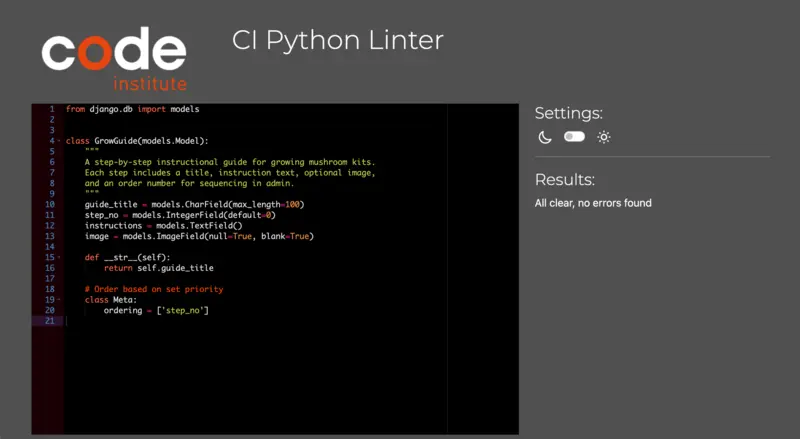 code
institute
CI Python Linter
1 from django.db import models
2
3
4 class GrowGuide(models.Model):
5     """
6     A step-by-step instructional guide for growing mushroom kits.
7     Each step includes a title, instruction text, optional image,
8     and an order number for sequencing in admin.
9     """
10     guide_title = models.CharField(max_length=100)
11     step_no = models.IntegerField(default=0)
12     instructions = models.TextField()
13     image = models.ImageField(null=True, blank=True)
14
15     def __str__(self):
16         return self.guide_title
17
18     # Order based on set priority
19     class Meta:
20         ordering = ['step_no']
21
Settings:
Results:
All clear, no errors found